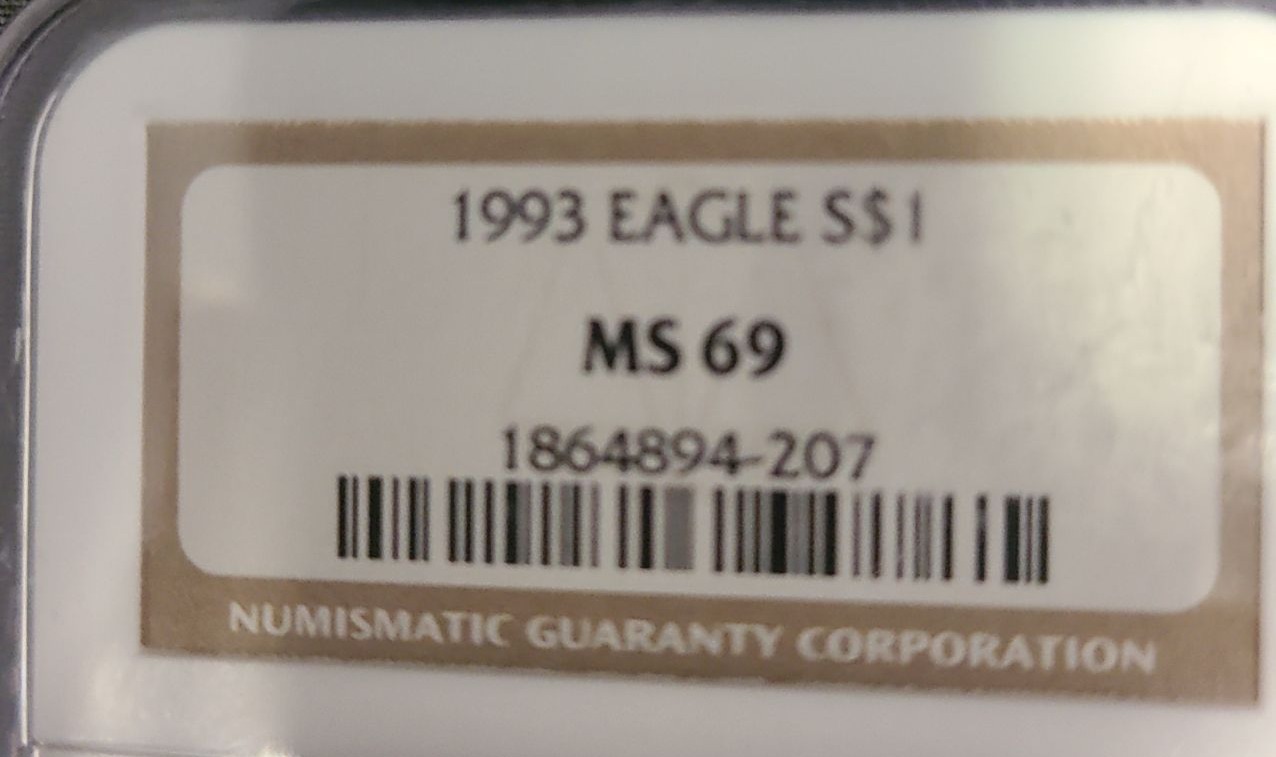 1993 EAGLE S$1
MS 69
1864894-207
NUMISMATIC GUARANTY CORPORATION